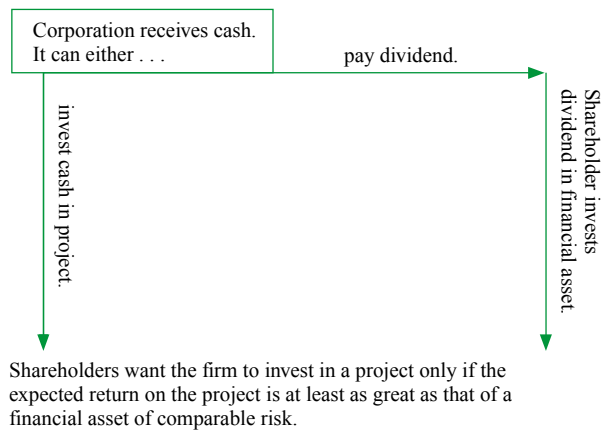 Corporation receives cash.
It can either . . .
pay dividend.
invest cash in project.
Shareholder invests
dividend in financial asset.
Shareholders want the firm to invest in a project only if the
expected return on the project is at least as great as that of a
financial asset of comparable risk.